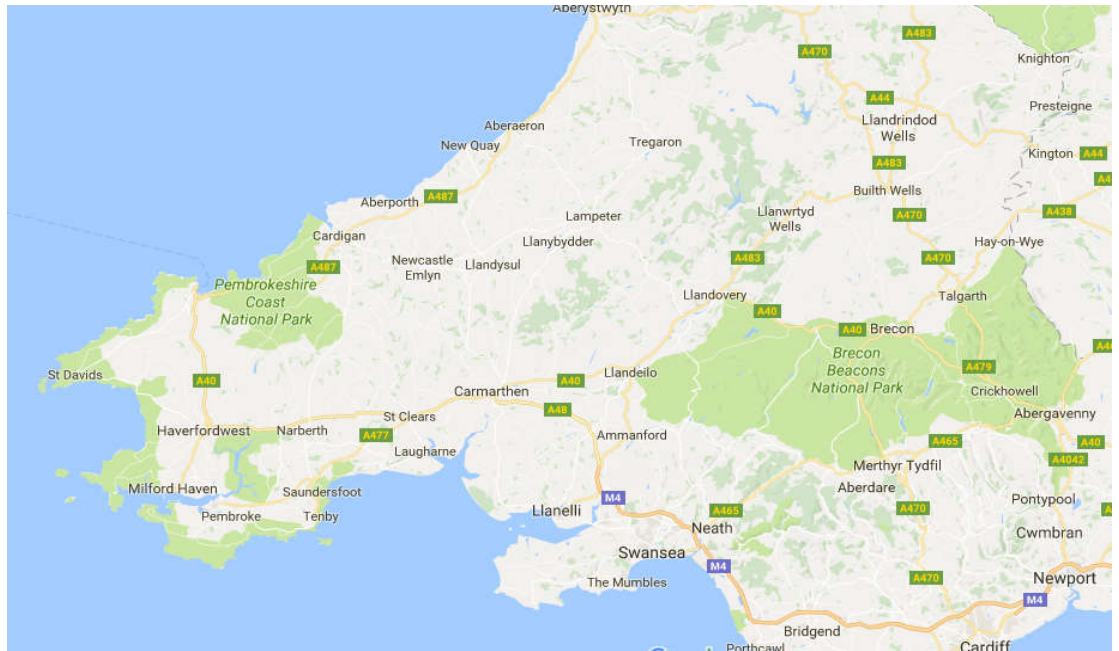 Aberystwyth
A483
A470
Knighton
A44
Presteigne
Llandrindod
Wells
Aberaeron
Tregaron
New Quay
Kington
A44
A483
Builth Wells
A487
Aberporth
Lampeter
Llanwrtyd
Wells
A470
A438
Cardigan
Llanybydder
Hay-on-Wye
Newcastle
Emlyn
Llandysul
A487
A483
A470
Pembrokeshire
Coast
National Park
Llandovery
Talgarth
A40
A40
Brecon
Brecon
Beacons
National Park
St Davids
A40
A40
Llandeilo
A479
Carmarthen
Crickhowell
A48
St Clears
Abergavenny
Haverfordwest
Narberth
A477
Ammanford
A465
A40
Laugharne
A4042
Merthyr Tydfil
Milford Haven
Saundersfoot
Aberdare
M4
Pontypool
Pembroke
Tenby
Llanelli
A465
A470
Neath
Cwmbran
Swansea
M4
The Mumbles
A470
Newport
M4
Bridgend
Porthcawl
Cardiff